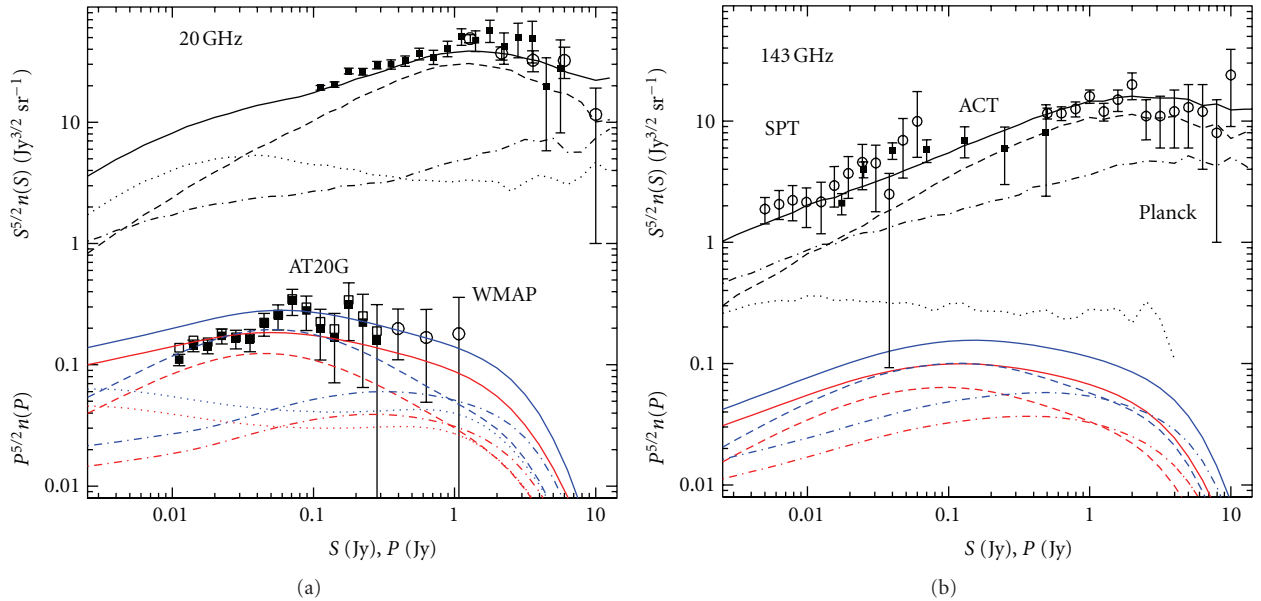 20 GHz
S^{5/2} n(S) (Jy^{3/2} sr^{−1})
10
1
AT20G
WMAP
0.1
P^{5/2} n(P)
0.01
0.01 0.1 1 10
S (Jy), P (Jy)
(a)
143 GHz
S^{5/2} n(S) (Jy^{3/2} sr^{−1})
ACT
SPT
10
Planck
1
0.1
P^{5/2} n(P)
0.01
0.01 0.1 1 10
S (Jy), P (Jy)
(b)